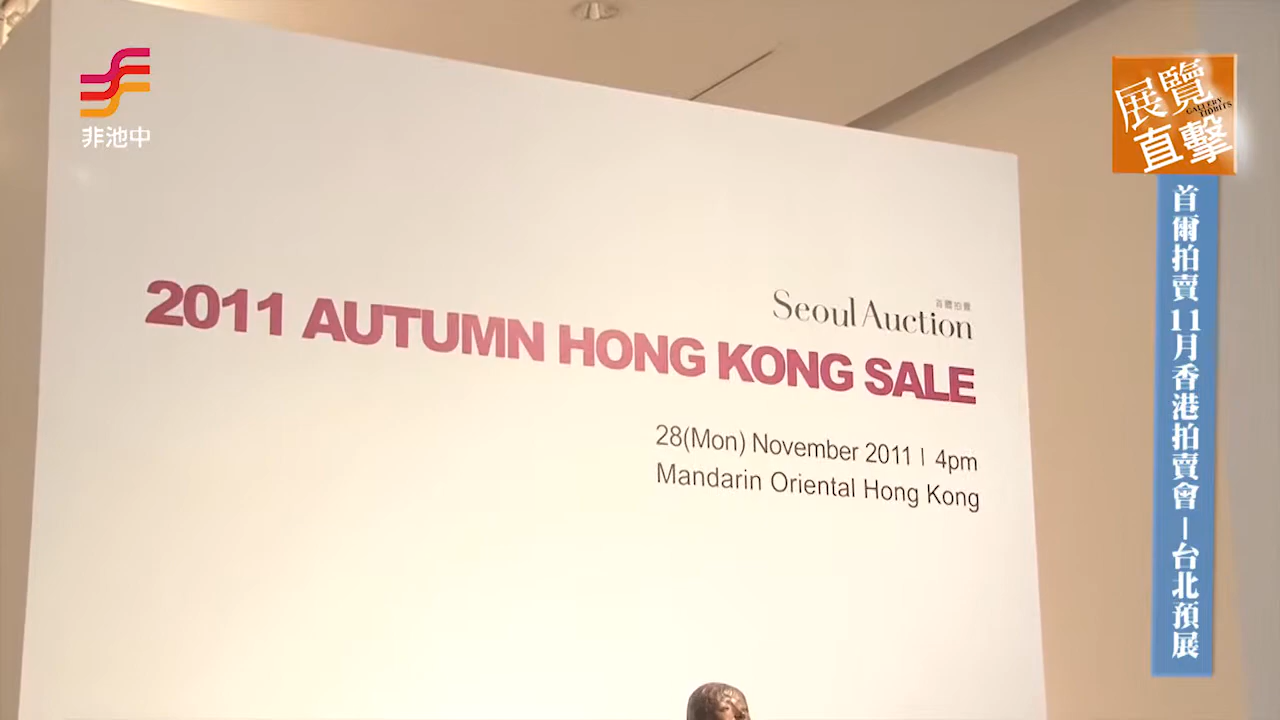 非池中
展覽
GALLERY
TIDBITS
直擊
首爾拍賣11月香港拍賣會–台北預展
首爾拍賣
Seoul Auction
2011 AUTUMN HONG KONG SALE
28(Mon) November 2011 | 4pm
Mandarin Oriental Hong Kong